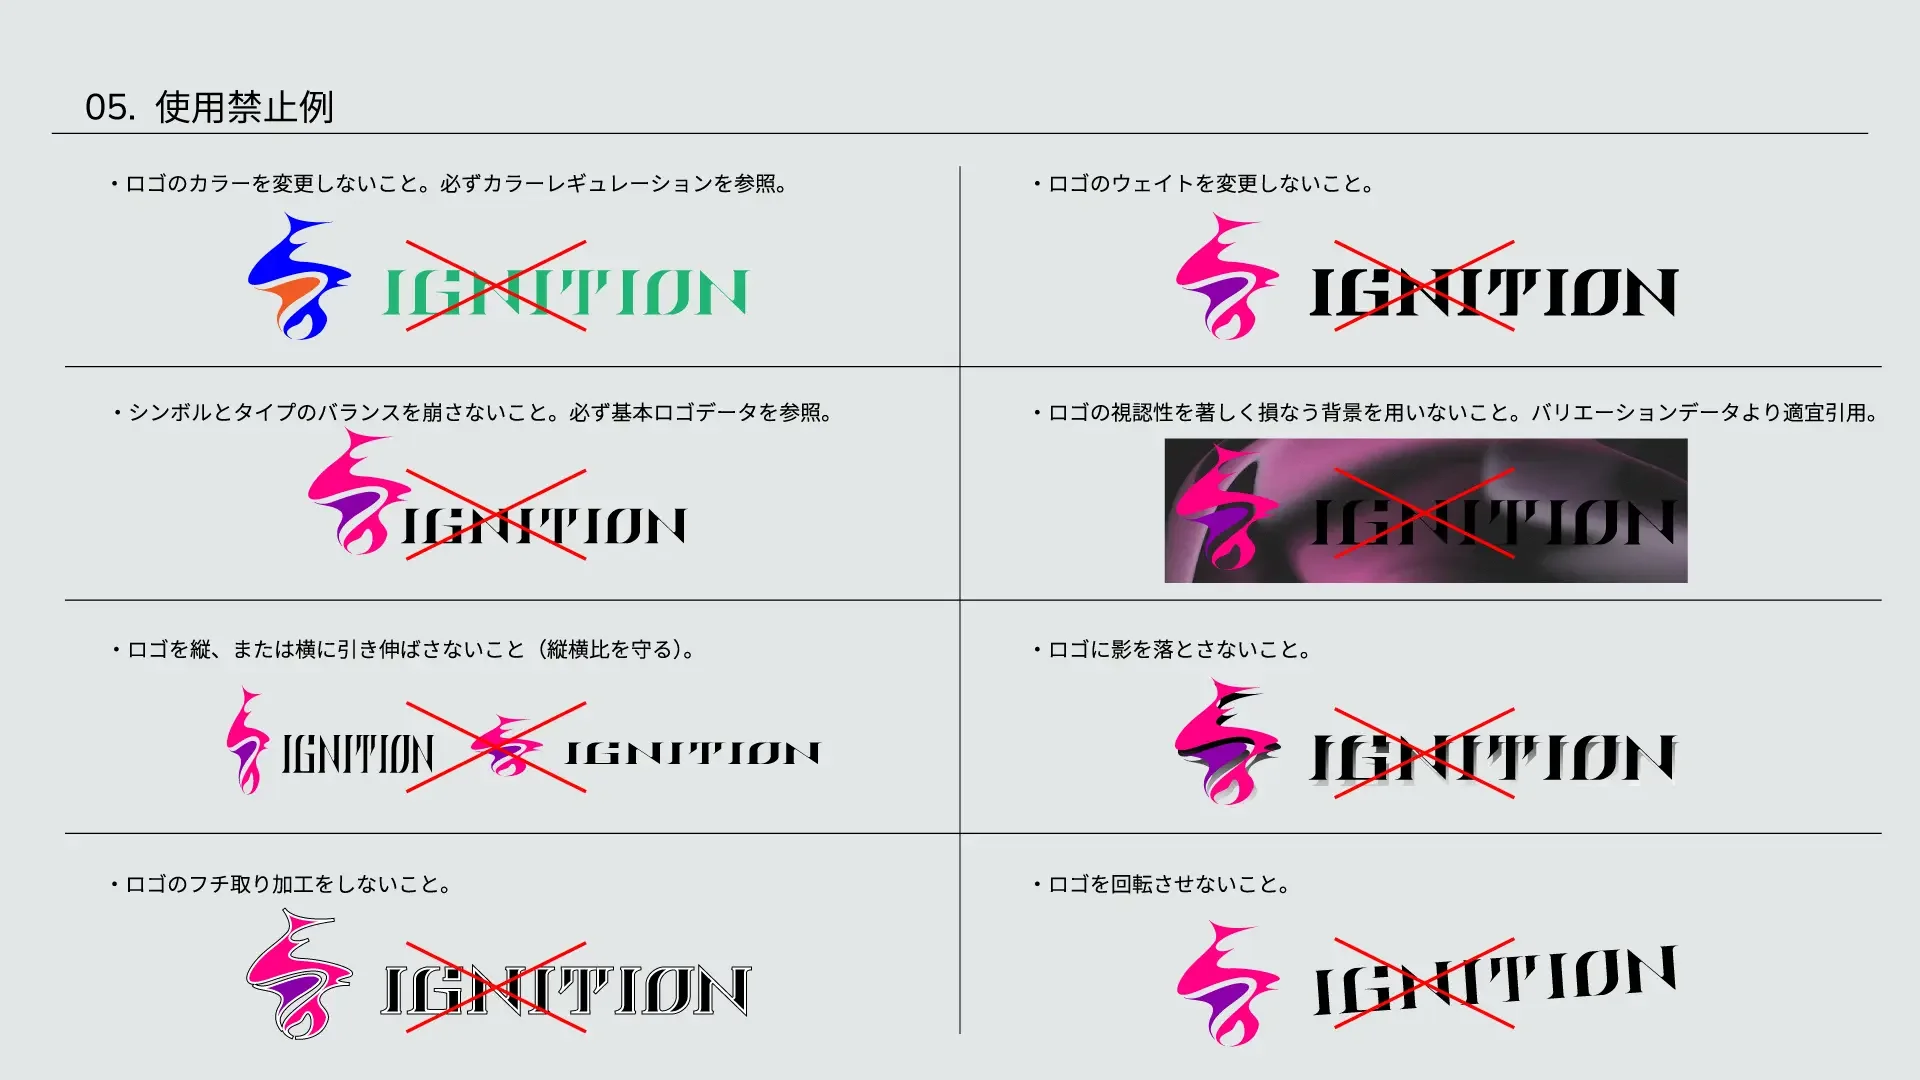 05. 使用禁止例
・ロゴのカラーを変更しないこと。必ずカラーレギュレーションを参照。
IGNITION
・ロゴのウェイトを変更しないこと。
IGNITION
・シンボルとタイプのバランスを崩さないこと。必ず基本ロゴデータを参照。
IGNITION
・ロゴの視認性を著しく損なう背景を用いないこと。バリエーションデータより適宜引用。
IGNITION
・ロゴを縦、または横に引き伸ばさないこと（縦横比を守る）。
IGNITION
IGNITION
・ロゴに影を落とさないこと。
IGNITION
・ロゴのフチ取り加工をしないこと。
IGNITION
・ロゴを回転させないこと。
IGNITION